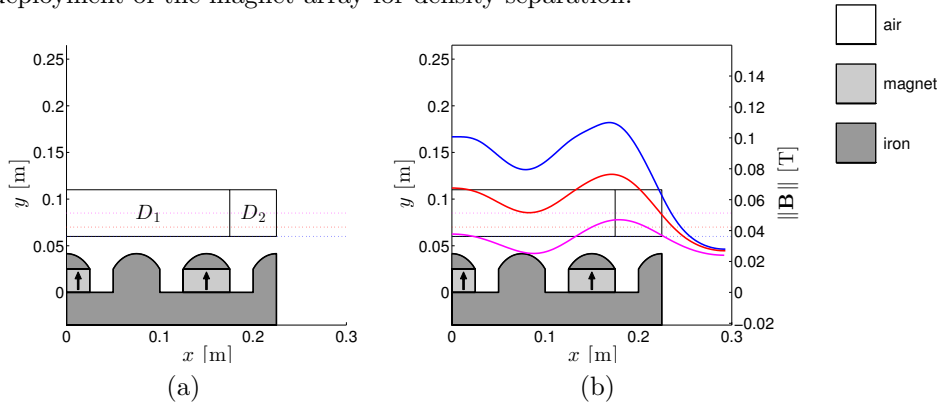 deployment of the magnet array for density separation.
air
magnet
iron
0.25
0.2
0.15
0.1
0.05
0
y [m]
D1 D2
0 0.1 0.2 0.3
x [m]
(a)
0.25
0.2
0.15
0.1
0.05
0
y [m]
0.14
0.12
0.1
0.08
0.06
0.04
0.02
0
−0.02
||B|| [T]
0 0.1 0.2 0.3
x [m]
(b)